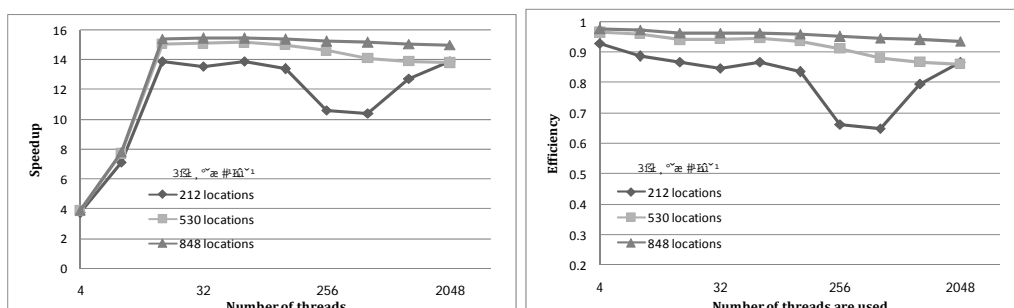 16
14
12
10
8
6
4
2
0
Speedup
212 locations
530 locations
848 locations
4 32 256 2048
Number of threads
1
0.9
0.8
0.7
0.6
0.5
0.4
0.3
0.2
Efficiency
212 locations
530 locations
848 locations
4 32 256 2048
Number of threads are used